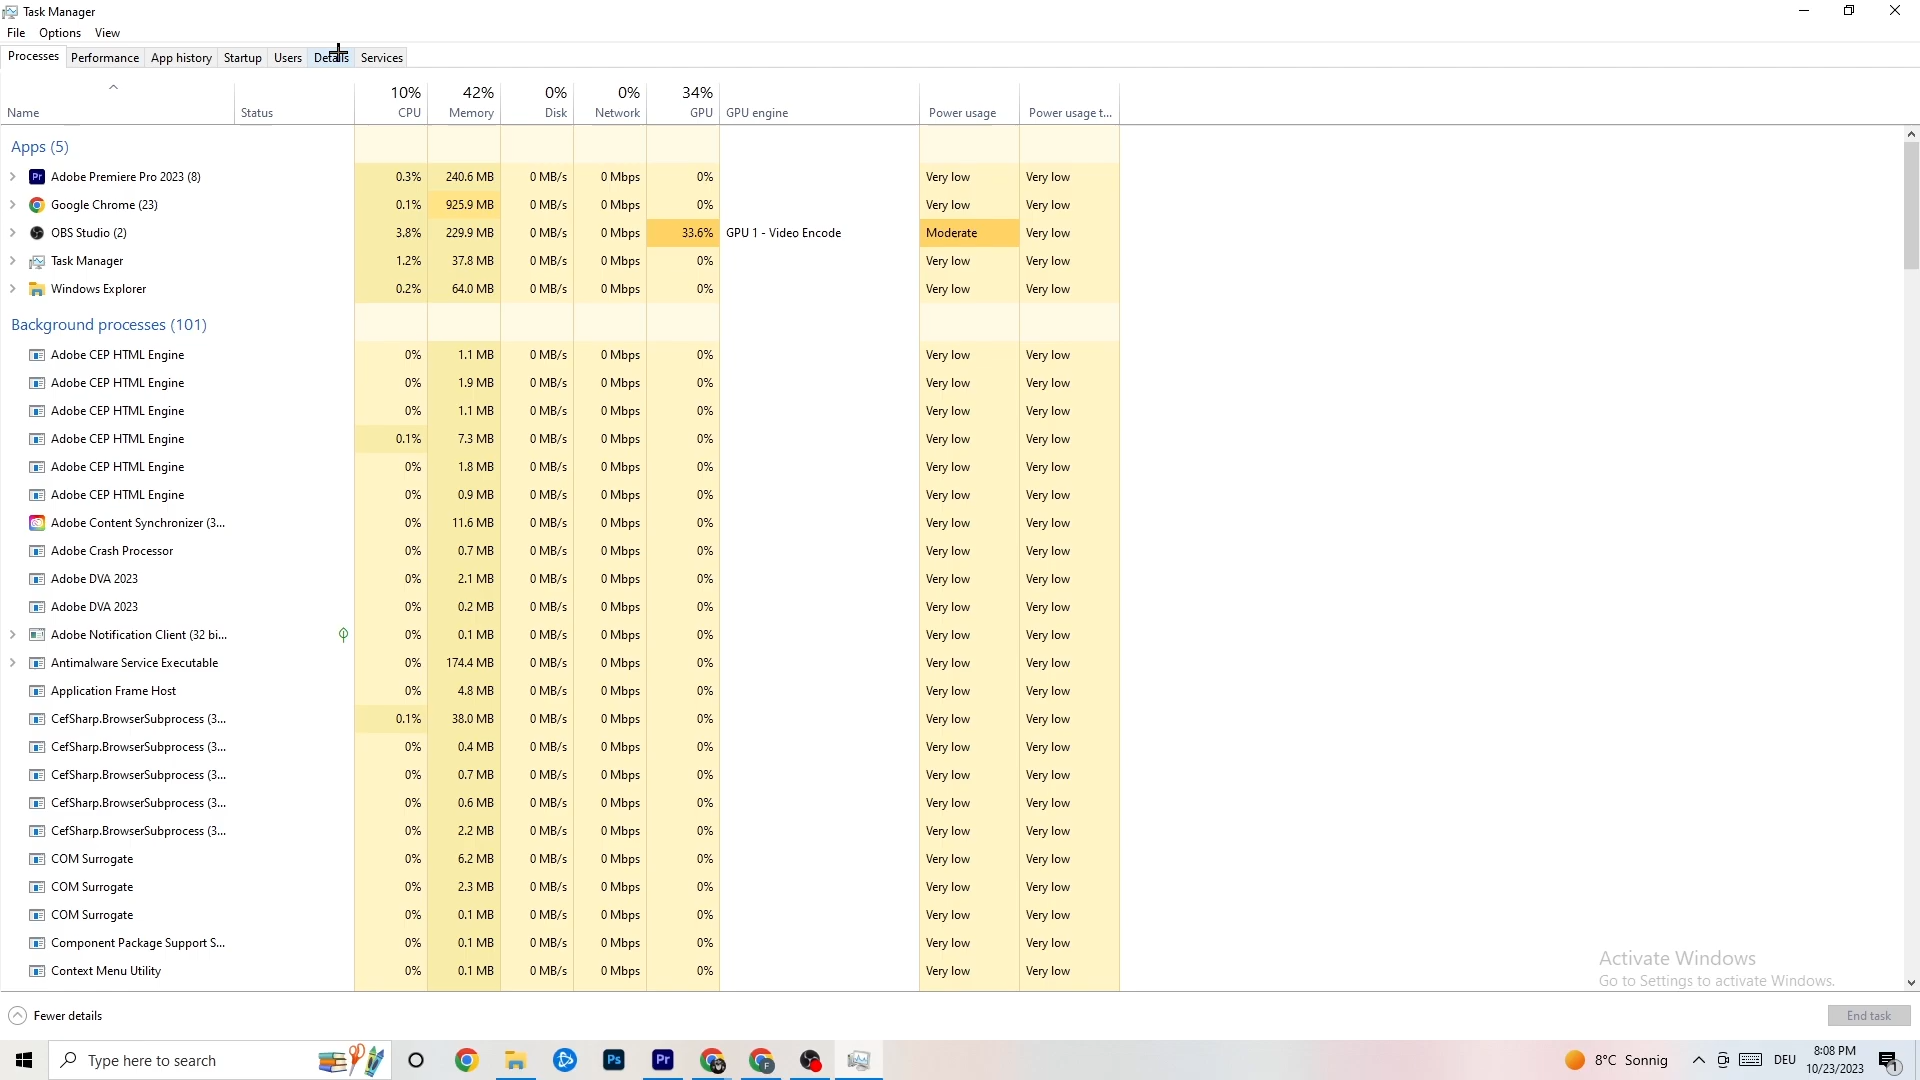 Task Manager
File Options View
Processes Performance App history Startup Users Details Services
10% 42% 0% 0% 34%
Name Status CPU Memory Disk Network GPU GPU engine Power usage Power usage t...
Apps (5)
Adobe Premiere Pro 2023 (8) 0.3% 240.6 MB 0 MB/s 0 Mbps 0% Very low Very low
Google Chrome (23) 0.1% 925.9 MB 0 MB/s 0 Mbps 0% Very low Very low
OBS Studio (2) 3.8% 229.9 MB 0 MB/s 0 Mbps 33.6% GPU 1 - Video Encode Moderate Very low
Task Manager 1.2% 37.8 MB 0 MB/s 0 Mbps 0% Very low Very low
Windows Explorer 0.2% 64.0 MB 0 MB/s 0 Mbps 0% Very low Very low
Background processes (101)
Adobe CEP HTML Engine 0% 1.1 MB 0 MB/s 0 Mbps 0% Very low Very low
Adobe CEP HTML Engine 0% 1.9 MB 0 MB/s 0 Mbps 0% Very low Very low
Adobe CEP HTML Engine 0% 1.1 MB 0 MB/s 0 Mbps 0% Very low Very low
Adobe CEP HTML Engine 0.1% 7.3 MB 0 MB/s 0 Mbps 0% Very low Very low
Adobe CEP HTML Engine 0% 1.8 MB 0 MB/s 0 Mbps 0% Very low Very low
Adobe CEP HTML Engine 0% 0.9 MB 0 MB/s 0 Mbps 0% Very low Very low
Adobe Content Synchronizer (3... 0% 11.6 MB 0 MB/s 0 Mbps 0% Very low Very low
Adobe Crash Processor 0% 0.7 MB 0 MB/s 0 Mbps 0% Very low Very low
Adobe DVA 2023 0% 2.1 MB 0 MB/s 0 Mbps 0% Very low Very low
Adobe DVA 2023 0% 0.2 MB 0 MB/s 0 Mbps 0% Very low Very low
Adobe Notification Client (32 bi... 0% 0.1 MB 0 MB/s 0 Mbps 0% Very low Very low
Antimalware Service Executable 0% 174.4 MB 0 MB/s 0 Mbps 0% Very low Very low
Application Frame Host 0% 4.8 MB 0 MB/s 0 Mbps 0% Very low Very low
CefSharp.BrowserSubprocess (3... 0.1% 38.0 MB 0 MB/s 0 Mbps 0% Very low Very low
CefSharp.BrowserSubprocess (3... 0% 0.4 MB 0 MB/s 0 Mbps 0% Very low Very low
CefSharp.BrowserSubprocess (3... 0% 0.7 MB 0 MB/s 0 Mbps 0% Very low Very low
CefSharp.BrowserSubprocess (3... 0% 0.6 MB 0 MB/s 0 Mbps 0% Very low Very low
CefSharp.BrowserSubprocess (3... 0% 2.2 MB 0 MB/s 0 Mbps 0% Very low Very low
COM Surrogate 0% 6.2 MB 0 MB/s 0 Mbps 0% Very low Very low
COM Surrogate 0% 2.3 MB 0 MB/s 0 Mbps 0% Very low Very low
COM Surrogate 0% 0.1 MB 0 MB/s 0 Mbps 0% Very low Very low
Component Package Support S... 0% 0.1 MB 0 MB/s 0 Mbps 0% Very low Very low
Context Menu Utility 0% 0.1 MB 0 MB/s 0 Mbps 0% Very low Very low
Activate Windows
Go to Settings to activate Windows.
Fewer details End task
Type here to search Ps Pr F 8°C Sonnig DEU 8:08 PM
10/23/2023 1